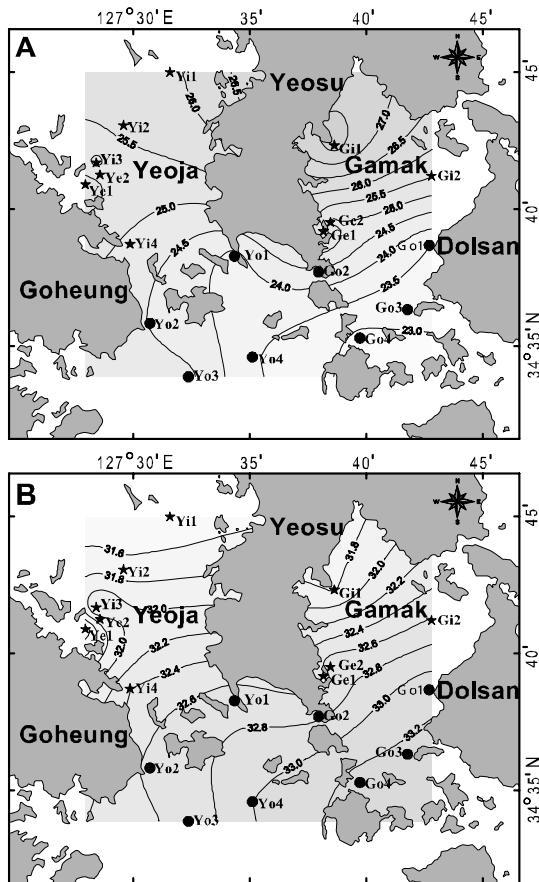 127° 30' E
35'
40'
45'
A
N
W
E
S
45'
Yi1
26.5
26.0
Yeosu
Yi2
25.5
27.0
Gi1
26.5
Yi3
Yeoja
Gamak
Ye2
26.0
Gi2
Ye1
25.5
40'
25.0
25.0
Ge2
24.5
Ge1
Yi4
24.5
24.0
Go1
Dolsan
Yo1
Go2
23.5
Goheung
24.0
Go3
Yo2
23.0
Go4
34° 35' N
Yo4
Yo3
35'
40'
45'
127° 30' E
35'
40'
45'
B
N
W
E
S
45'
Yi1
Yeosu
31.6
31.8
31.8
Yi2
32.0
Gi1
32.2
Yi3
32.0
Yeoja
Gamak
Ye2
Gi2
Ye1
32.0
32.4
32.2
32.6
40'
32.4
Ge2
32.8
Ge1
Yi4
32.6
33.0
Go1
Dolsan
Yo1
Go2
Goheung
32.8
33.2
Go3
Yo2
33.0
Go4
34° 35' N
Yo4
Yo3